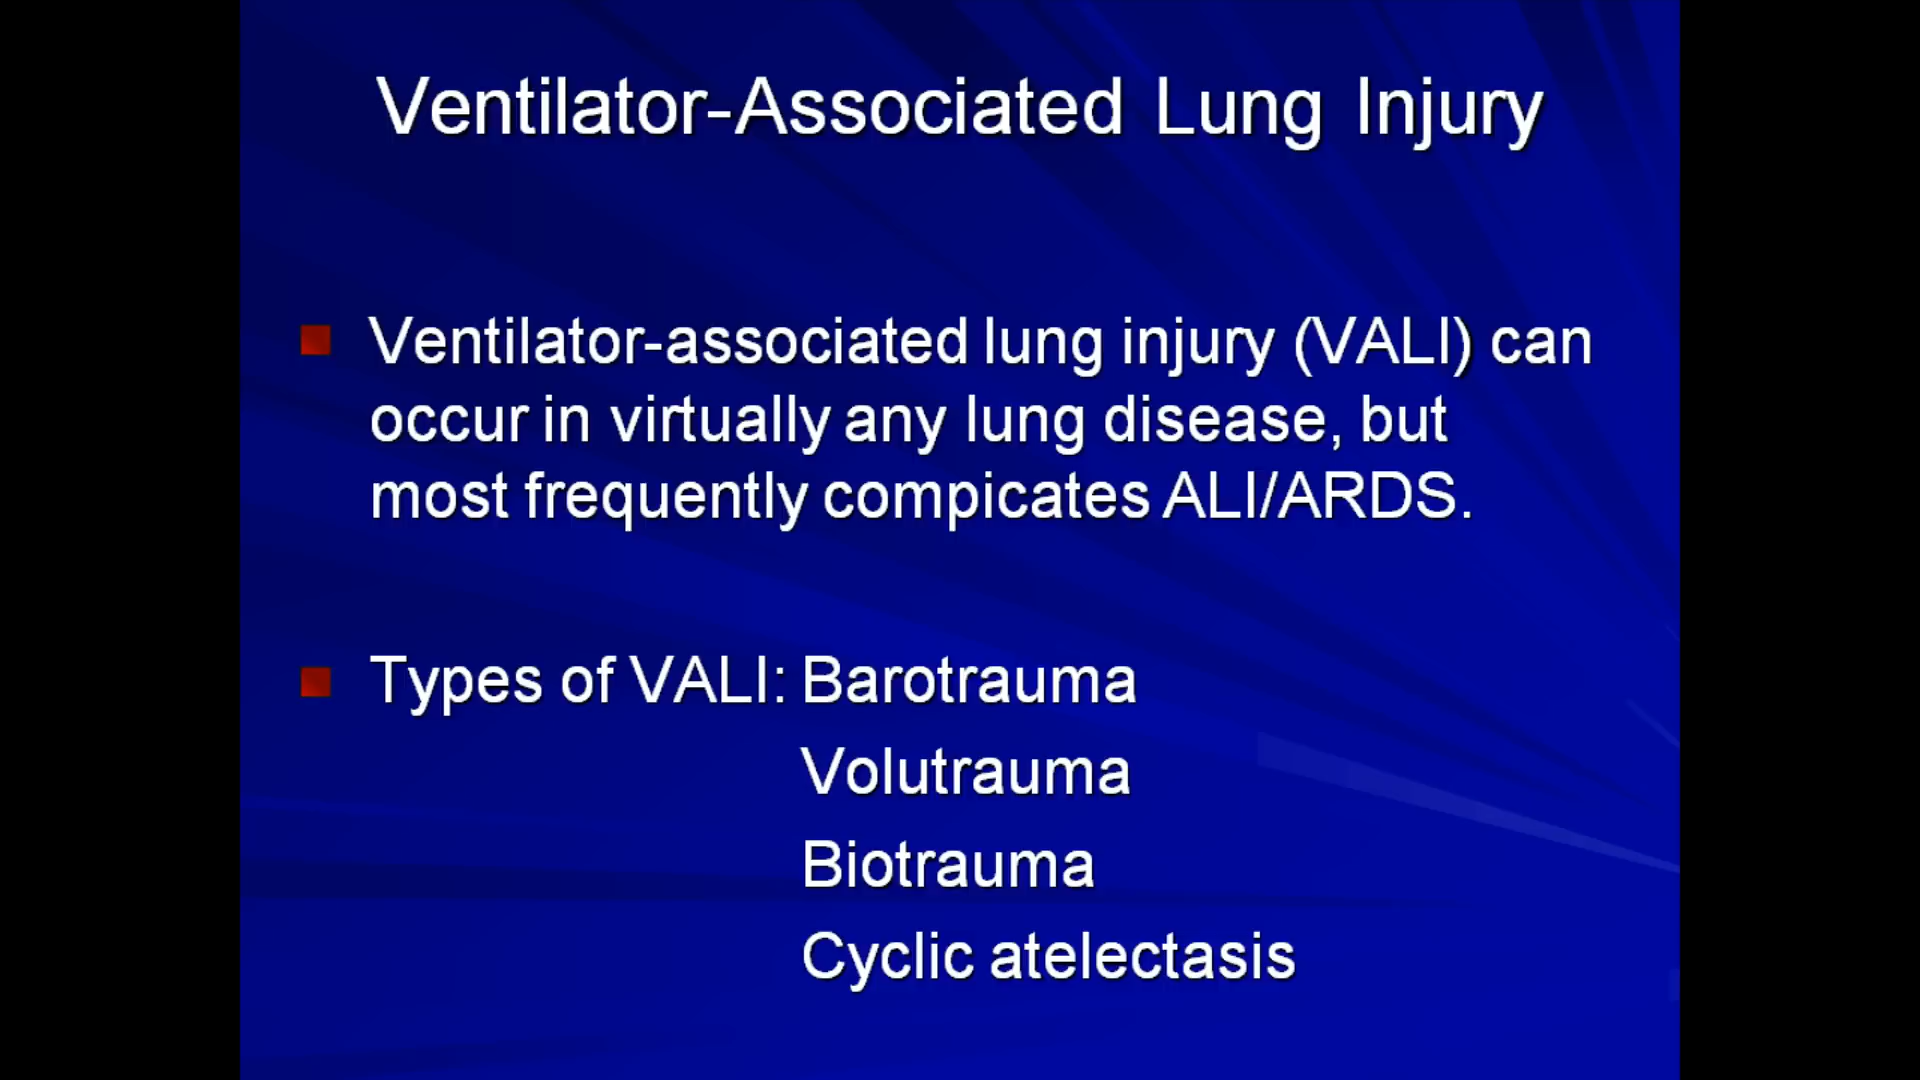 Ventilator-Associated Lung Injury
Ventilator-associated lung injury (VALI) can
occur in virtually any lung disease, but
most frequently compicates ALI/ARDS.
Types of VALI: Barotrauma
Volutrauma
Biotrauma
Cyclic atelectasis